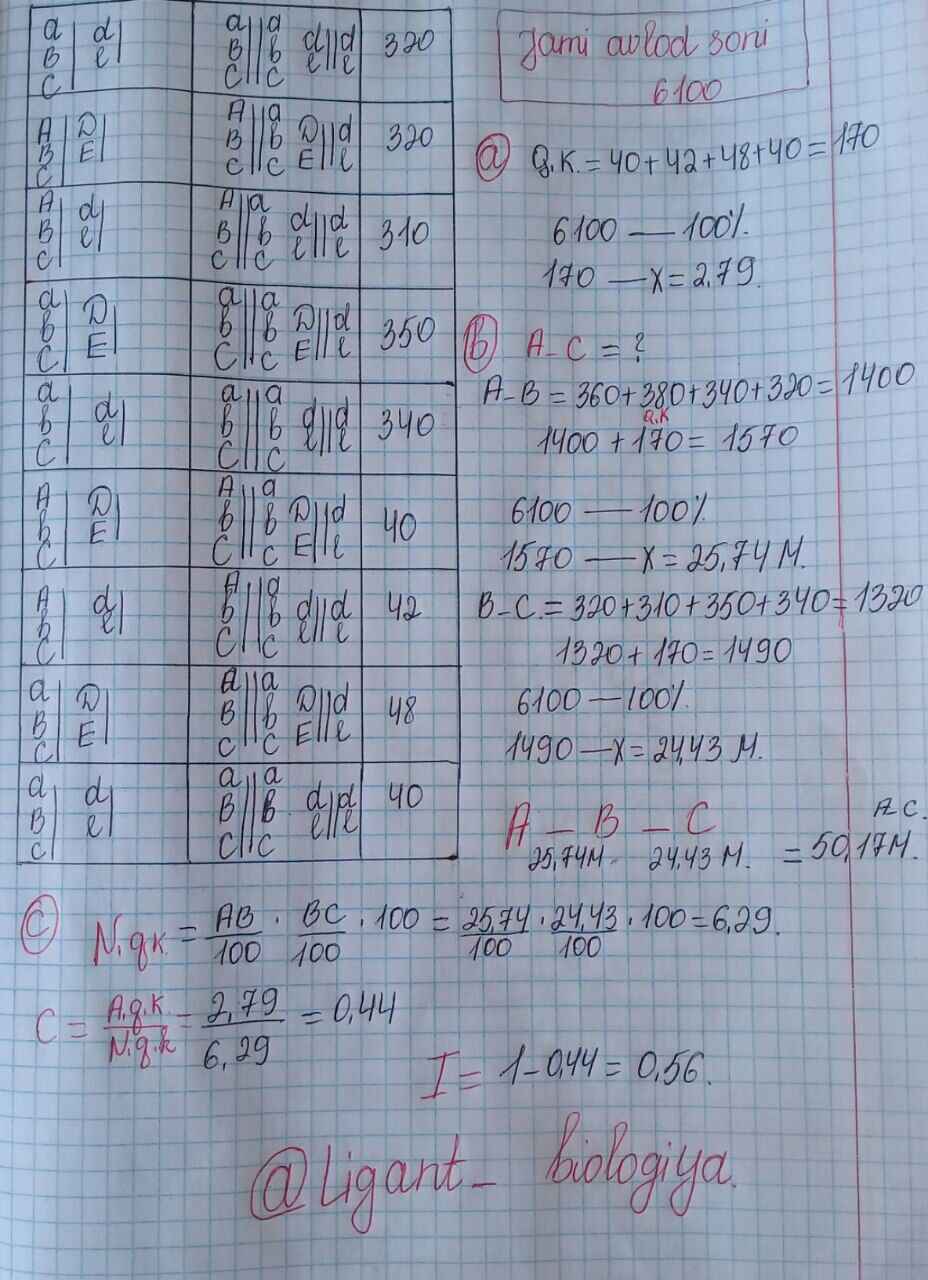 a d a a d d 320
B e B b e e
C C c
A D A a D d 320
B E B b E e
C C c
A d A a d d 310
B e B b e e
c c c
a D a a D d 350
b E b b E e
C C c
a d a a d d 340
b e b b e e
C C c
A D A a D d 40
b E b b E e
C C c
A d A a d d 42
b e b b e e
C C c
a D A a D d 48
B E B b E e
c c c
a d a a d d 40
B e B b e e
c c c
Jami avlod soni
6100
a q.k. = 40+42+48+40 = 170
6100 — 100%.
170 — x = 2,79.
b A-C = ?
A-B = 360+380+340+320 = 1400
q.k
1400 + 170 = 1570
6100 — 100%.
1570 — x = 25,74 M.
B-C. = 320+310+350+340 = 1320
1320 + 170 = 1490
6100 — 100%.
1490 — x = 24,43 M.
A — B — C A-C.
25,74M. 24,43 M. = 50,17M.
C N.q.k = AB/100 · BC/100 · 100 = 25,74/100 · 24,43/100 · 100 = 6,29.
C = A.q.k./N.q.k = 2,79/6,29 = 0,44
I = 1-0,44 = 0,56.
@Ligant_ biologiya.